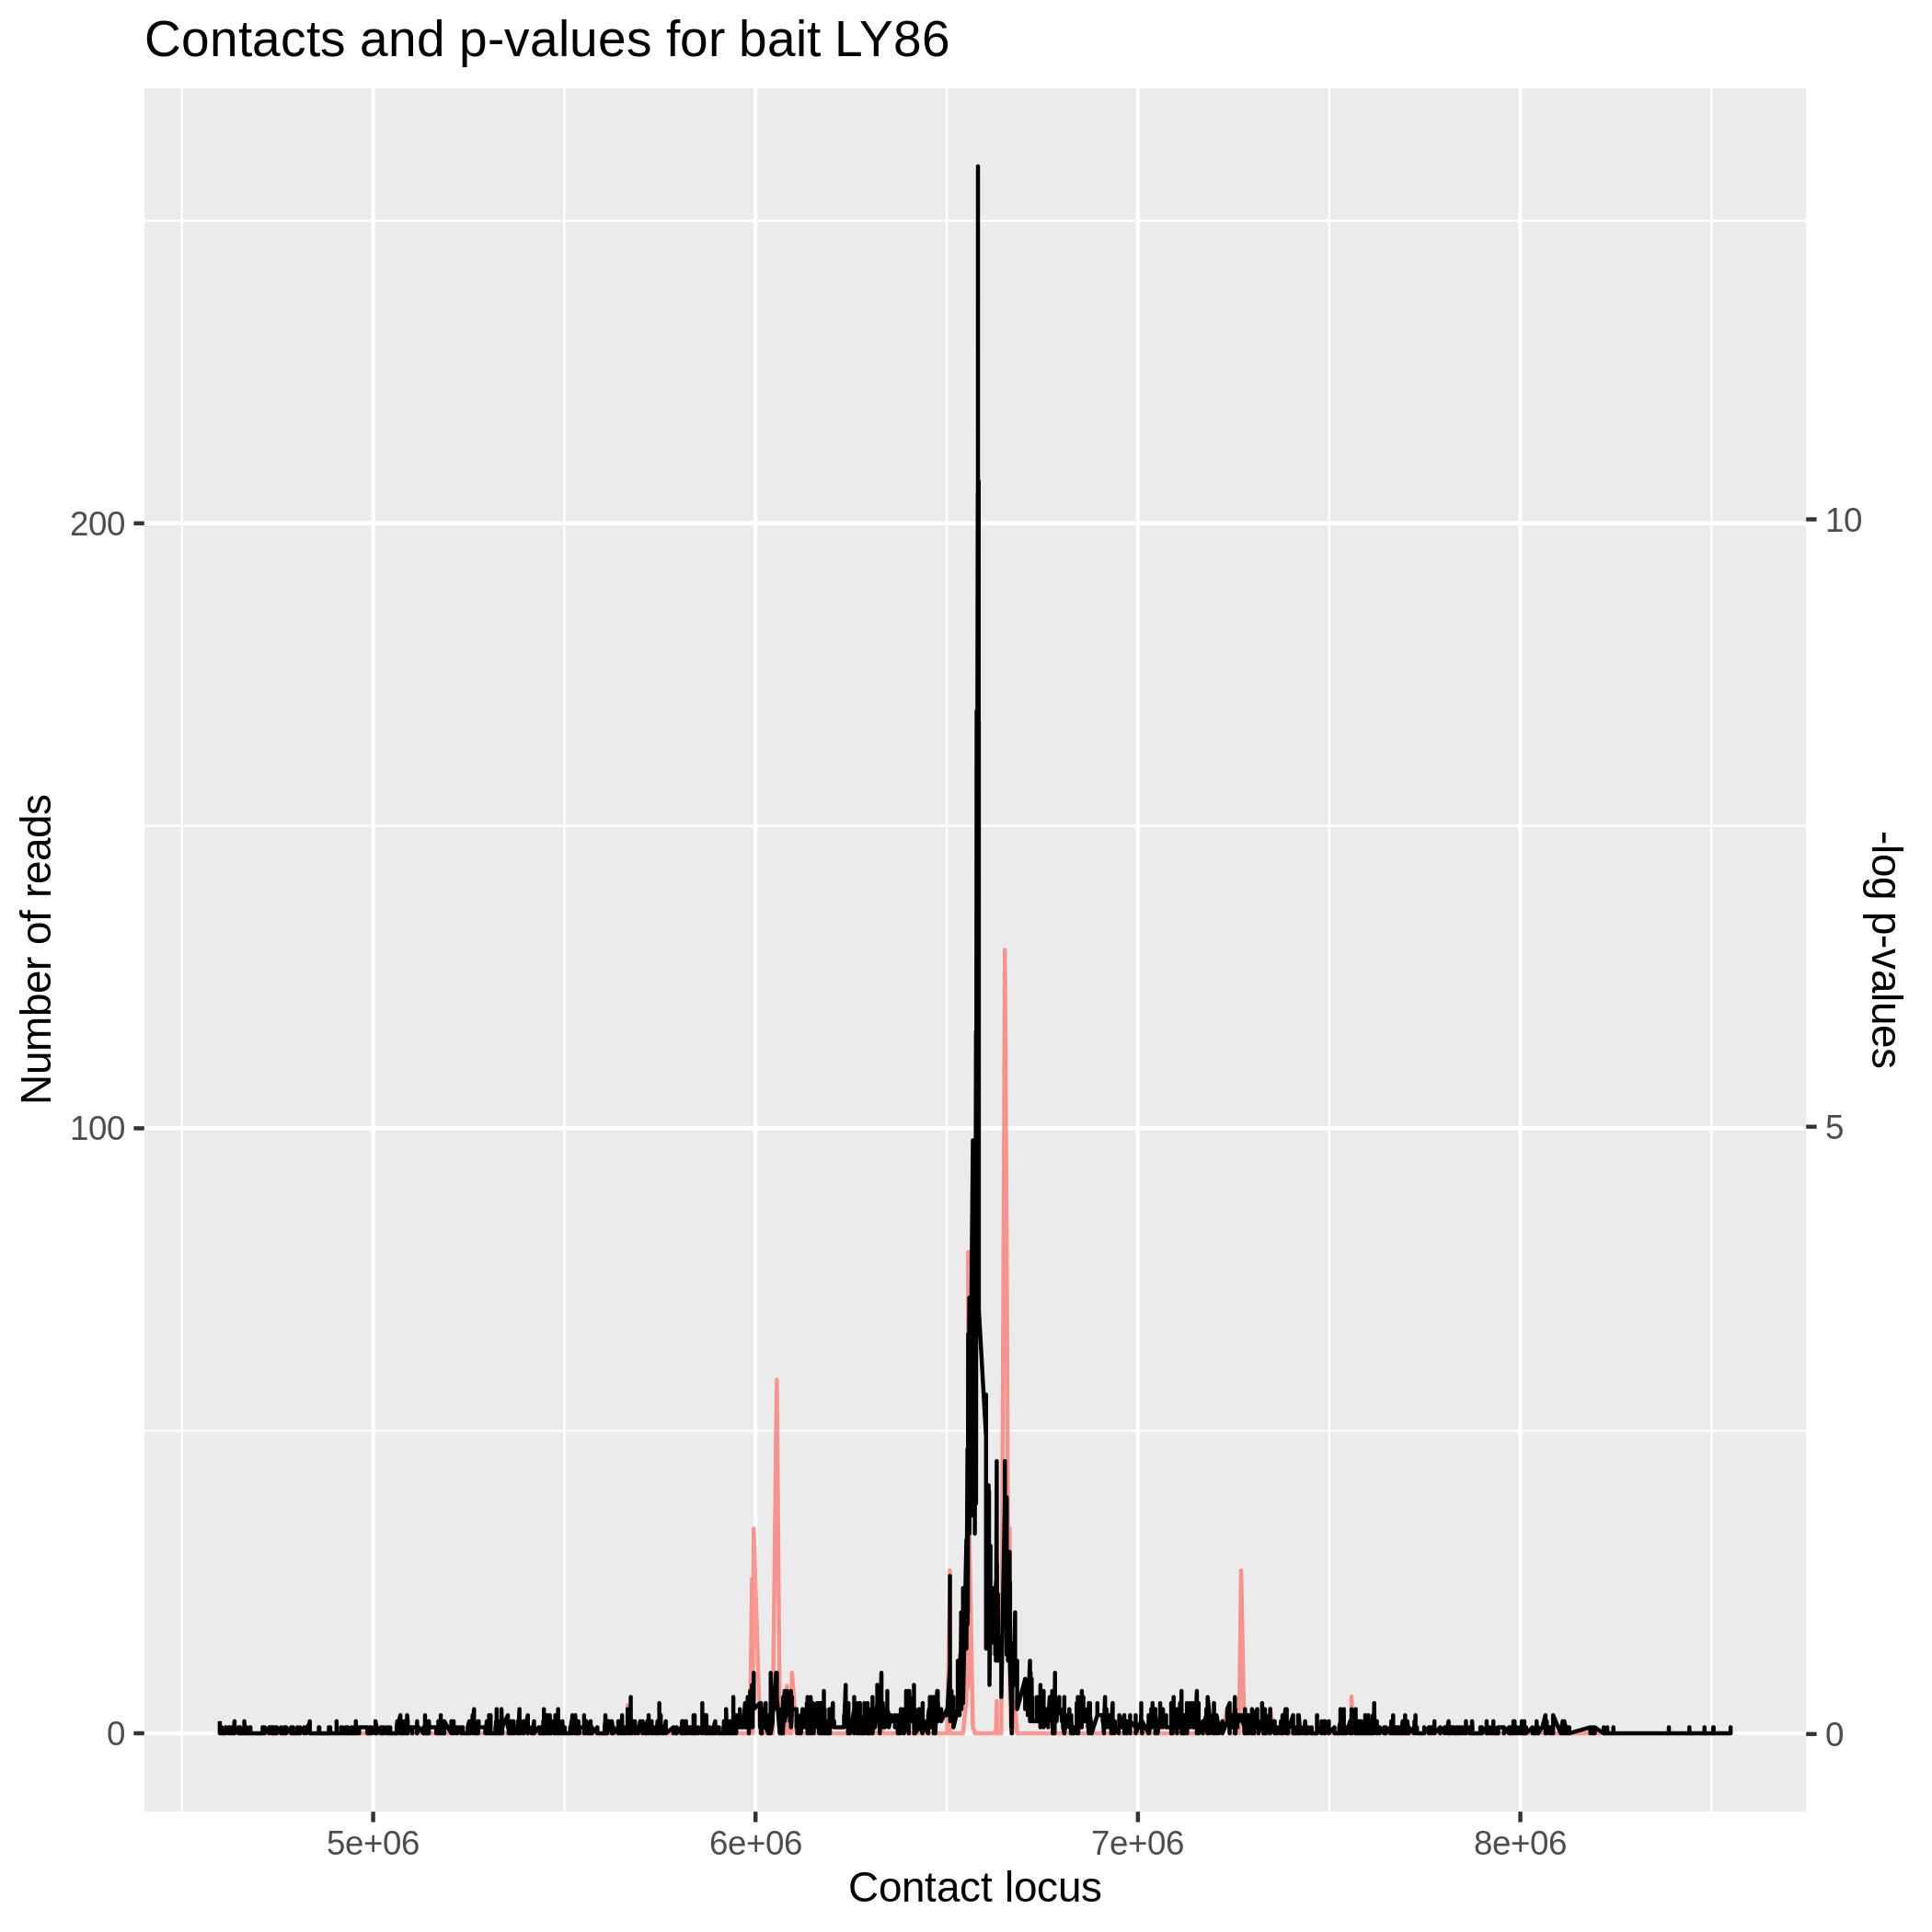 Contacts and p-values for bait LY86
Number of reads
200
100
0
10
5
0
-log p-values
5e+06
6e+06
7e+06
8e+06
Contact locus